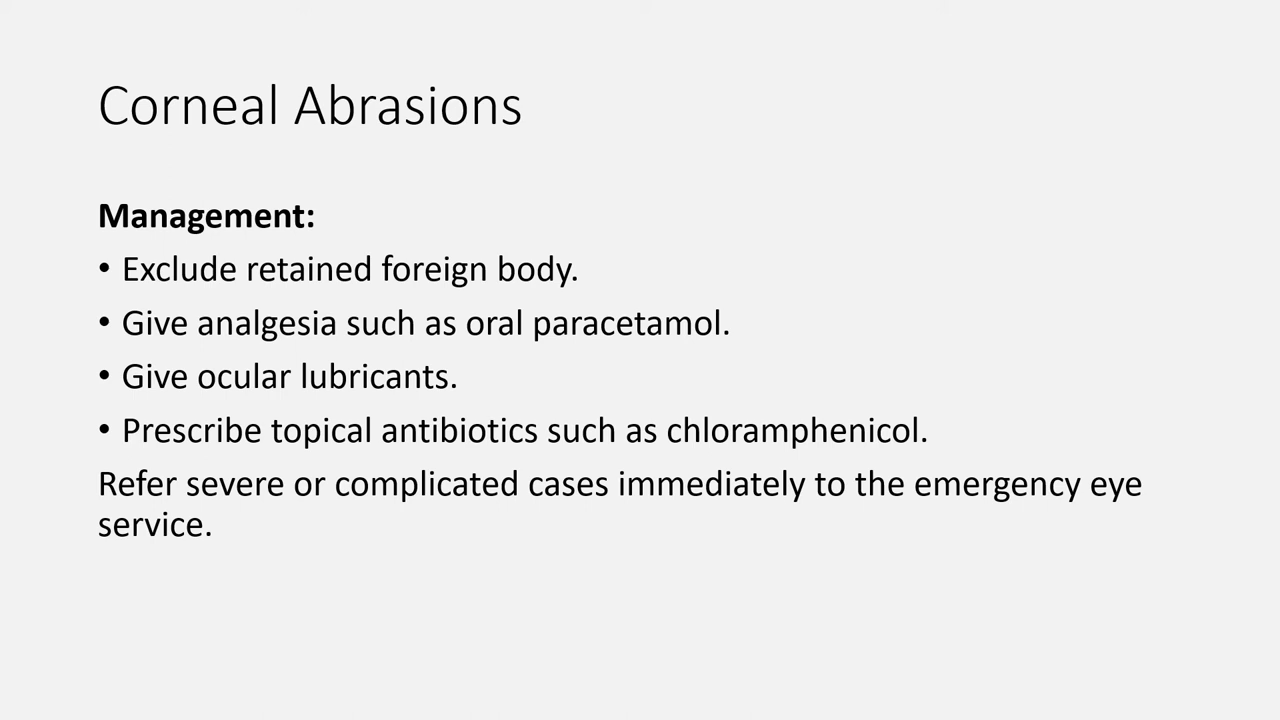 Corneal Abrasions
Management:
• Exclude retained foreign body.
• Give analgesia such as oral paracetamol.
• Give ocular lubricants.
• Prescribe topical antibiotics such as chloramphenicol.
Refer severe or complicated cases immediately to the emergency eye
service.